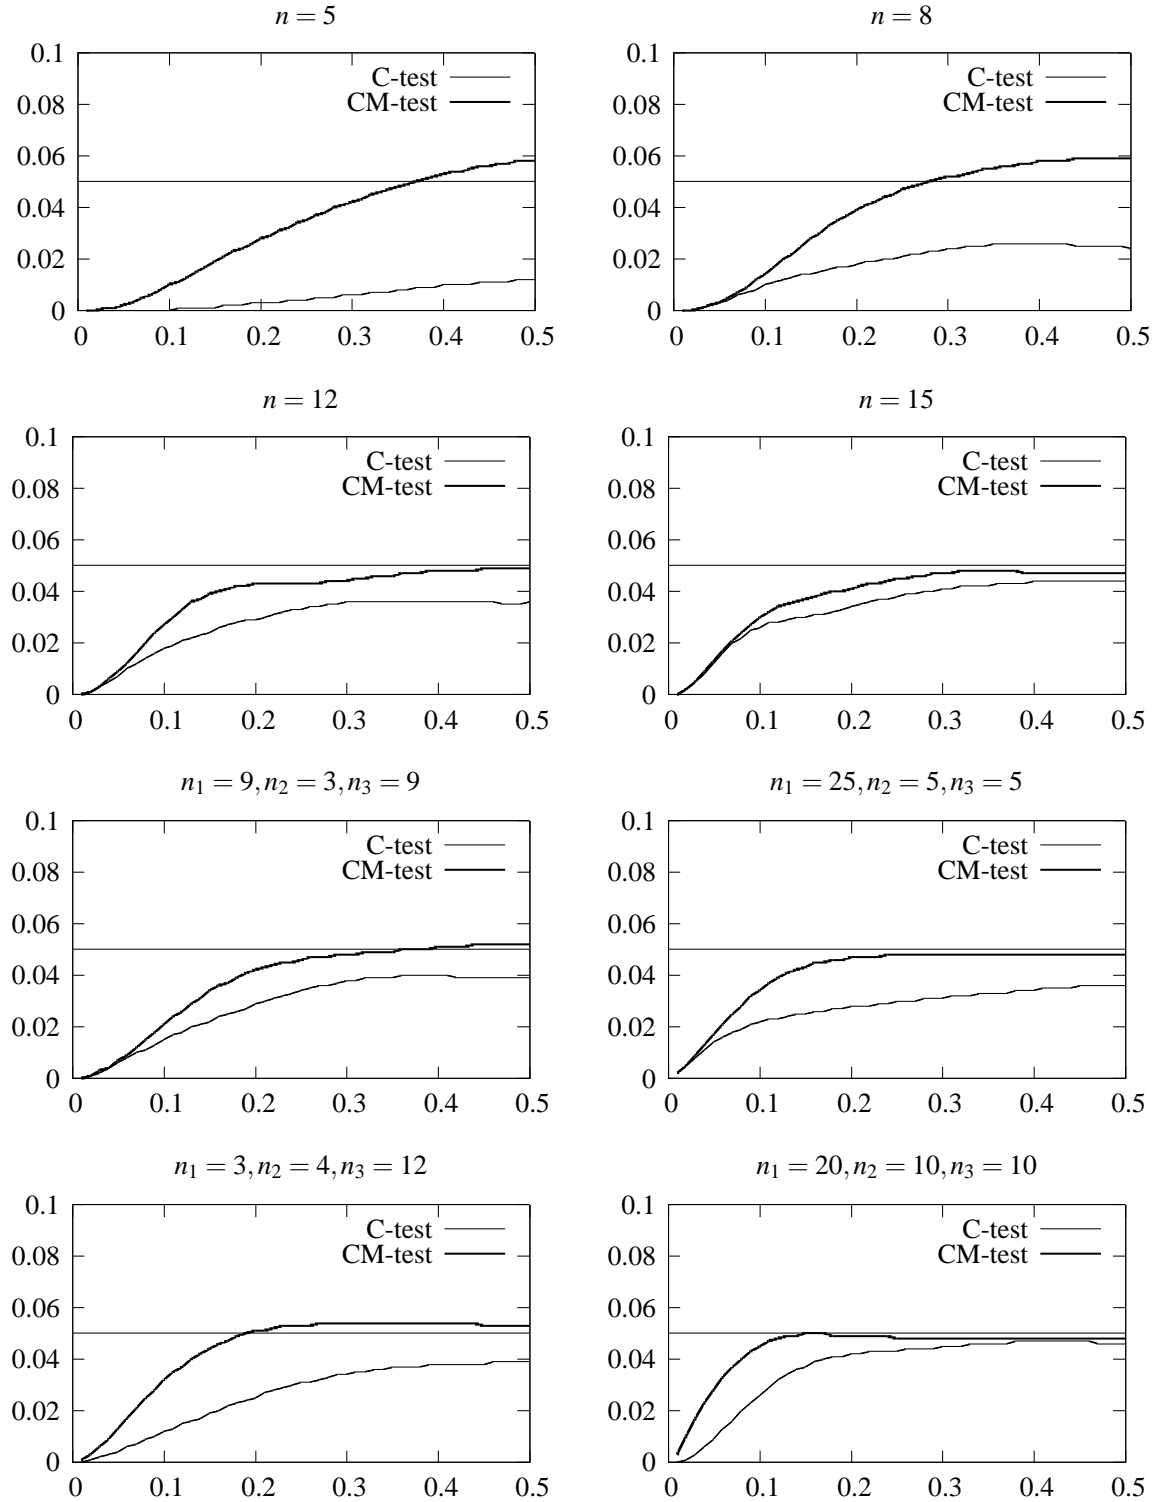 n = 5
0.1
0.08
0.06
0.04
0.02
0
0 0.1 0.2 0.3 0.4 0.5
C-test
CM-test
n = 8
0.1
0.08
0.06
0.04
0.02
0
0 0.1 0.2 0.3 0.4 0.5
C-test
CM-test
n = 12
0.1
0.08
0.06
0.04
0.02
0
0 0.1 0.2 0.3 0.4 0.5
C-test
CM-test
n = 15
0.1
0.08
0.06
0.04
0.02
0
0 0.1 0.2 0.3 0.4 0.5
C-test
CM-test
n₁ = 9, n₂ = 3, n₃ = 9
0.1
0.08
0.06
0.04
0.02
0
0 0.1 0.2 0.3 0.4 0.5
C-test
CM-test
n₁ = 25, n₂ = 5, n₃ = 5
0.1
0.08
0.06
0.04
0.02
0
0 0.1 0.2 0.3 0.4 0.5
C-test
CM-test
n₁ = 3, n₂ = 4, n₃ = 12
0.1
0.08
0.06
0.04
0.02
0
0 0.1 0.2 0.3 0.4 0.5
C-test
CM-test
n₁ = 20, n₂ = 10, n₃ = 10
0.1
0.08
0.06
0.04
0.02
0
0 0.1 0.2 0.3 0.4 0.5
C-test
CM-test